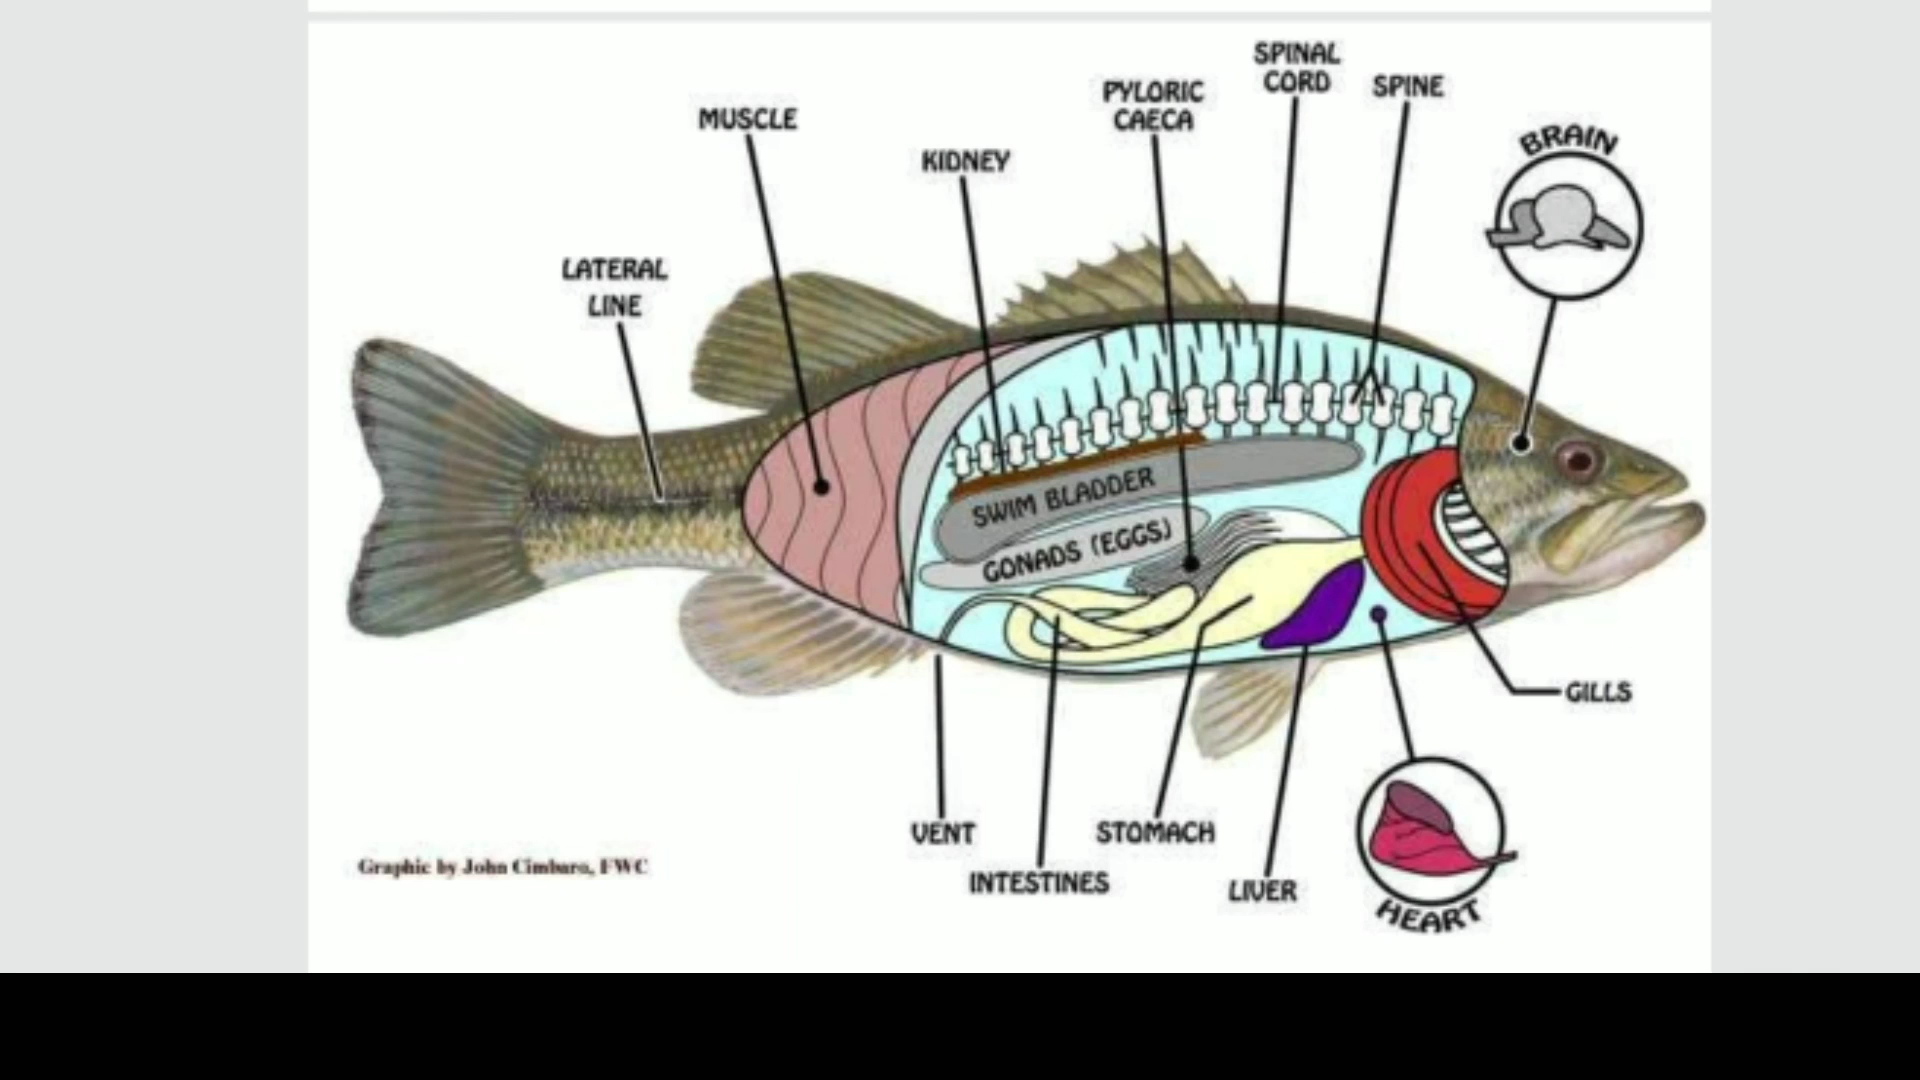 SPINAL
CORD
SPINE
PYLORIC
CAECA
MUSCLE
KIDNEY
BRAIN
LATERAL
LINE
SWIM BLADDER
GONADS (EGGS)
GILLS
VENT
STOMACH
INTESTINES
LIVER
HEART
Graphic by John Cimbaro, FWC